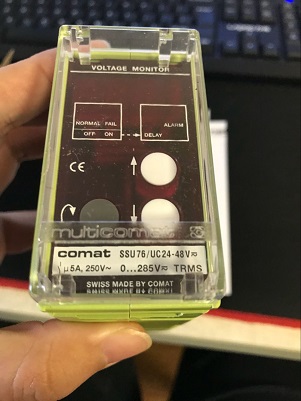 VOLTAGE MONITOR
NORMAL FAIL
ALARM
OFF ON
DELAY
CE
multicomat
comat SSU76/UC24-48V≂
µ5A, 250V~ 0...285V≂ TRMS
SWISS MADE BY COMAT